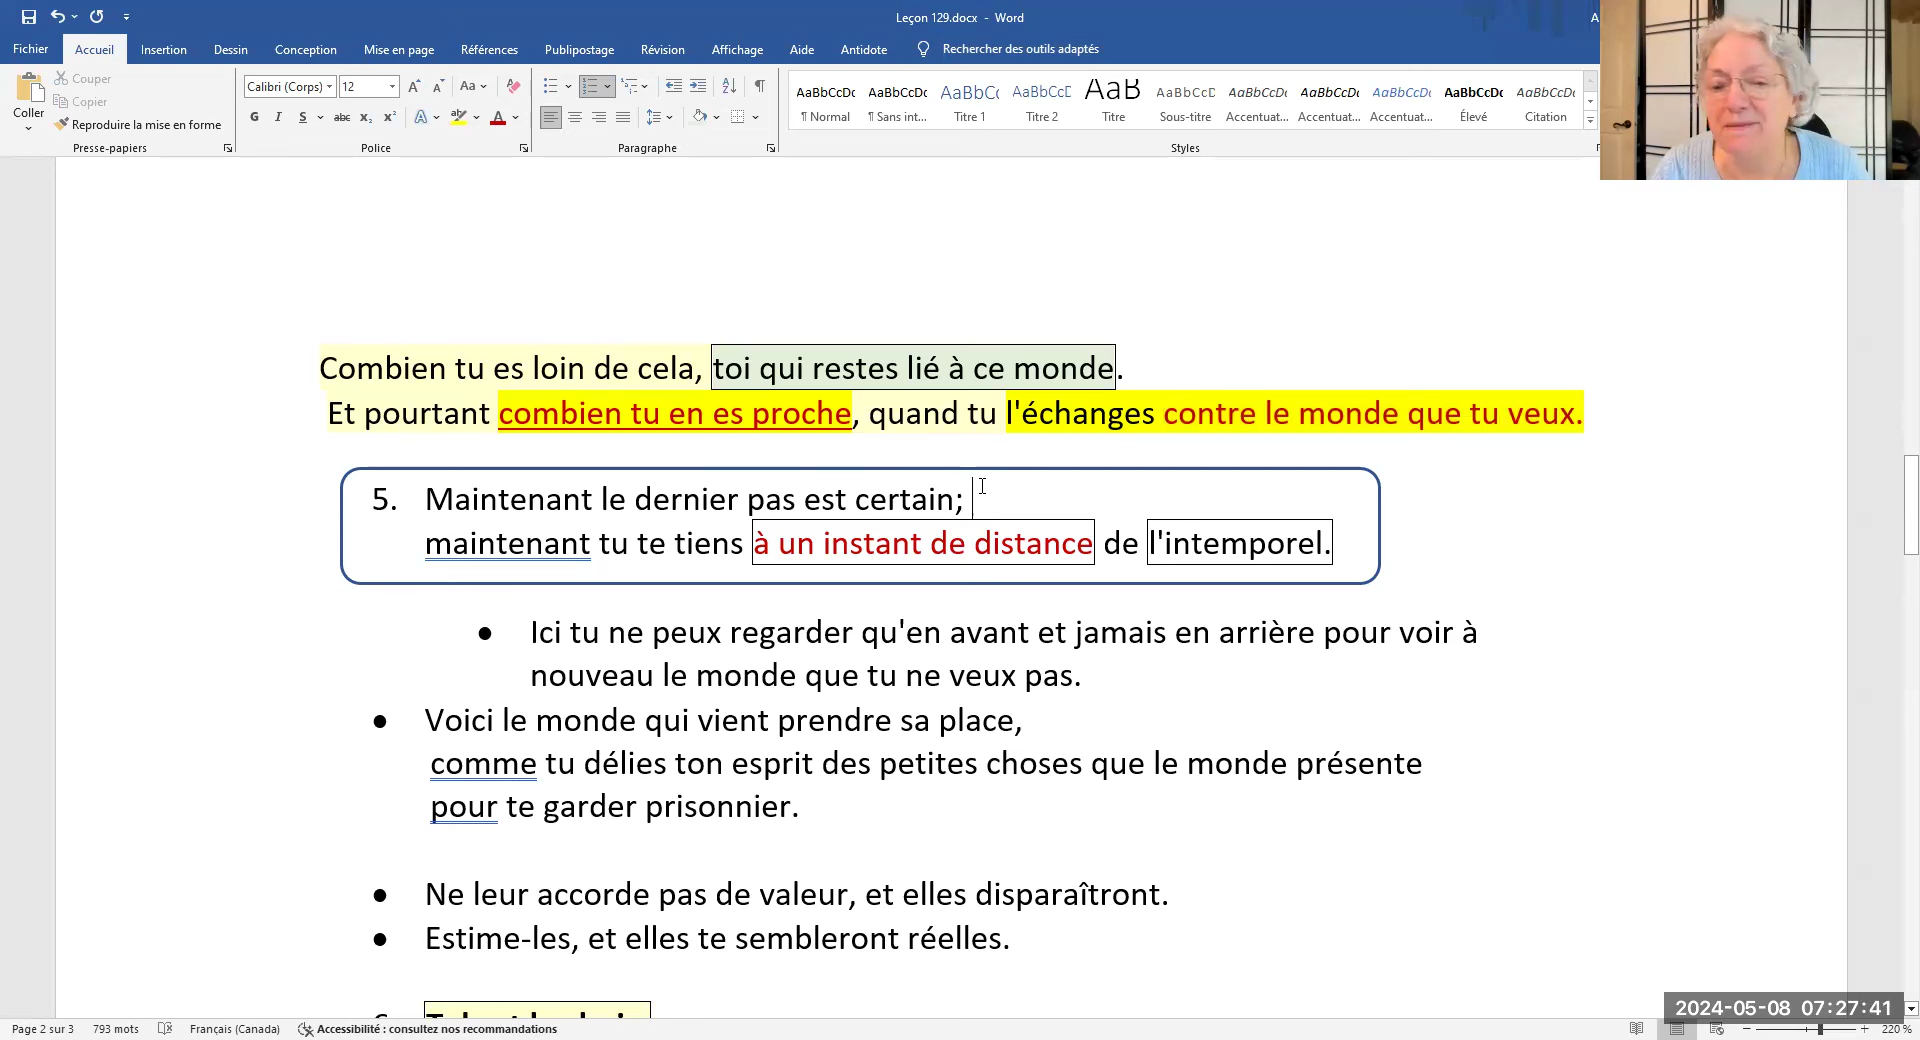 Leçon 129.docx - Word
A
Fichier Accueil Insertion Dessin Conception Mise en page Références Publipostage Révision Affichage Aide Antidote Rechercher des outils adaptés
Coller
Couper
Copier
Reproduire la mise en forme
Presse-papiers
Calibri (Corps) 12
G I S abc x₂ x²
Police
Paragraphe
AaBbCcDc AaBbCcDc AaBbCc AaBbCcD AaB AaBbCcD AaBbCcDc AaBbCcDc AaBbCcDc AaBbCcDc AaBbCcDc
¶ Normal ¶ Sans int... Titre 1 Titre 2 Titre Sous-titre Accentuat... Accentuat... Accentuat... Élevé Citation
Styles
Combien tu es loin de cela, toi qui restes lié à ce monde.
Et pourtant combien tu en es proche, quand tu l'échanges contre le monde que tu veux.
5. Maintenant le dernier pas est certain;
maintenant tu te tiens à un instant de distance de l'intemporel.
• Ici tu ne peux regarder qu'en avant et jamais en arrière pour voir à
nouveau le monde que tu ne veux pas.
• Voici le monde qui vient prendre sa place,
comme tu délies ton esprit des petites choses que le monde présente
pour te garder prisonnier.
• Ne leur accorde pas de valeur, et elles disparaîtront.
• Estime-les, et elles te sembleront réelles.
2024-05-08 07:27:41
Page 2 sur 3 793 mots Français (Canada) Accessibilité : consultez nos recommandations 220 %